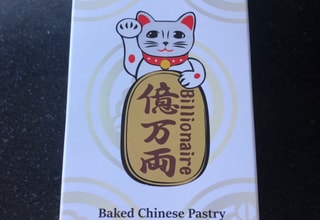 億万両
Billionaire
Baked Chinese Pastry